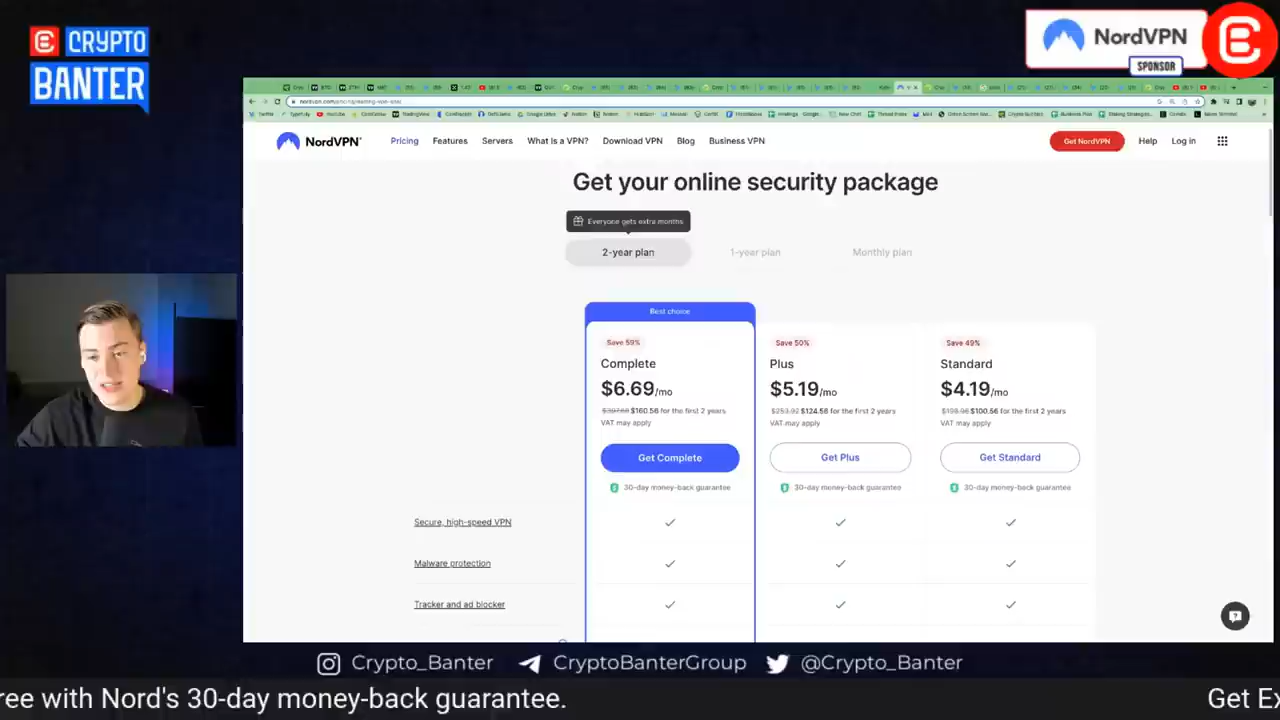 CRYPTO
BANTER
NordVPN
SPONSOR
NordVPN
Pricing
Features
Servers
What is a VPN?
Download VPN
Blog
Business VPN
Get NordVPN
Help
Log in
Get your online security package
Everyone gets extra months
2-year plan
1-year plan
Monthly plan
Best choice
Save 59%
Complete
$6.69/mo
$160.56 for the first 2 years
VAT may apply
Get Complete
30-day money-back guarantee
Save 50%
Plus
$5.19/mo
$253.92 $124.56 for the first 2 years
VAT may apply
Get Plus
30-day money-back guarantee
Save 49%
Standard
$4.19/mo
$100.56 for the first 2 years
VAT may apply
Get Standard
30-day money-back guarantee
Secure, high-speed VPN
Malware protection
Tracker and ad blocker
Crypto_Banter
CryptoBanterGroup
@Crypto_Banter
ree with Nord's 30-day money-back guarantee.
Get Ex